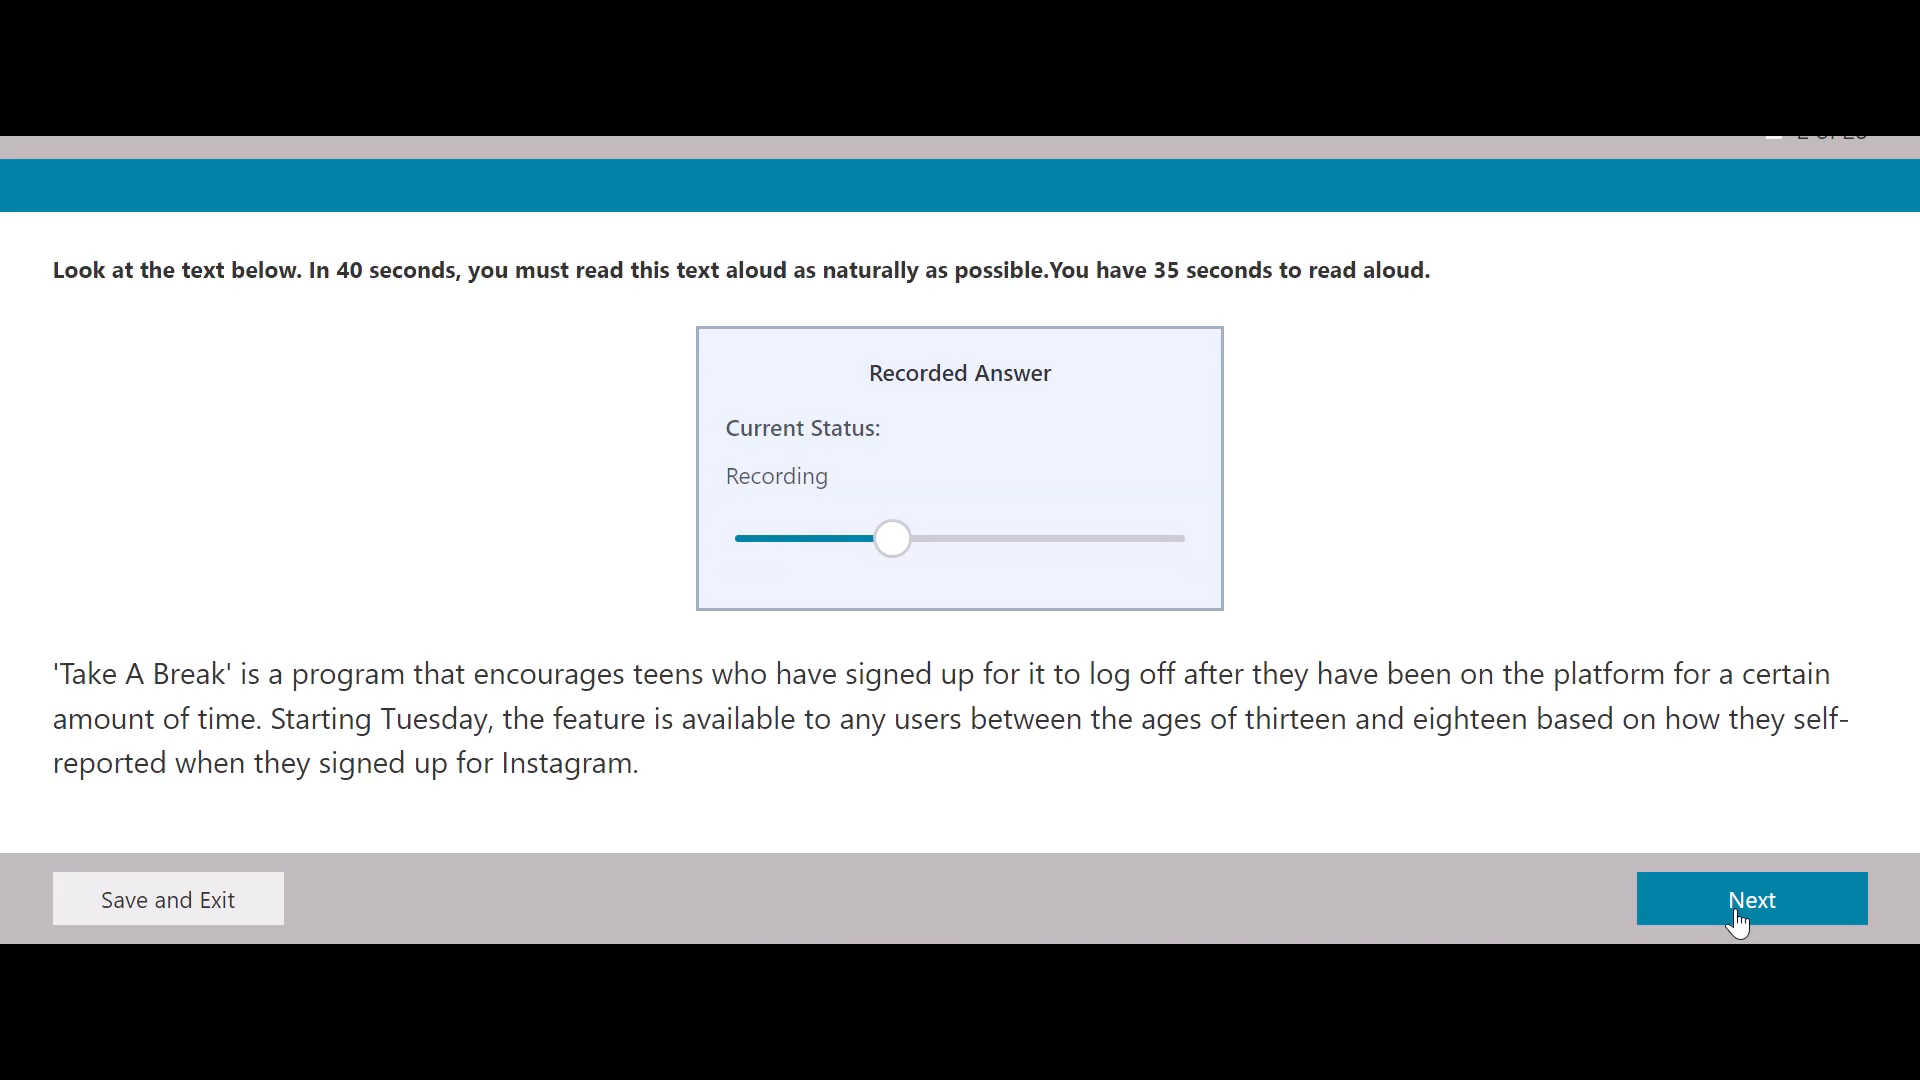 Look at the text below. In 40 seconds, you must read this text aloud as naturally as possible.You have 35 seconds to read aloud.
Recorded Answer
Current Status:
Recording
'Take A Break' is a program that encourages teens who have signed up for it to log off after they have been on the platform for a certain
amount of time. Starting Tuesday, the feature is available to any users between the ages of thirteen and eighteen based on how they self-
reported when they signed up for Instagram.
Save and Exit
Next